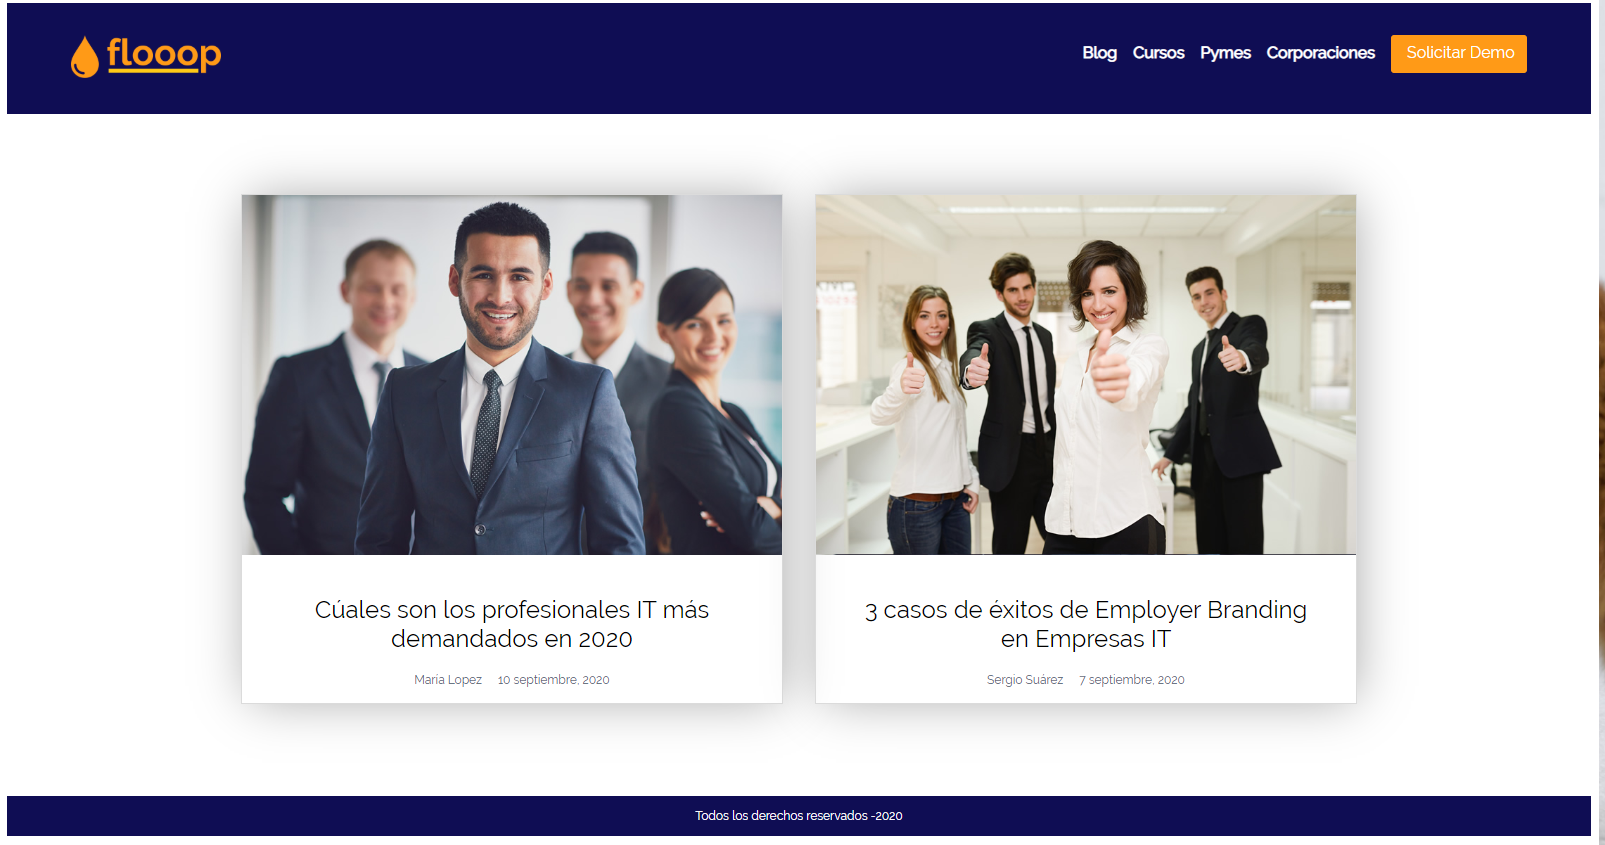 flooop
Blog Cursos Pymes Corporaciones Solicitar Demo
Cúales son los profesionales IT más
demandados en 2020
María Lopez 10 septiembre, 2020
3 casos de éxitos de Employer Branding
en Empresas IT
Sergio Suárez 7 septiembre, 2020
Todos los derechos reservados -2020